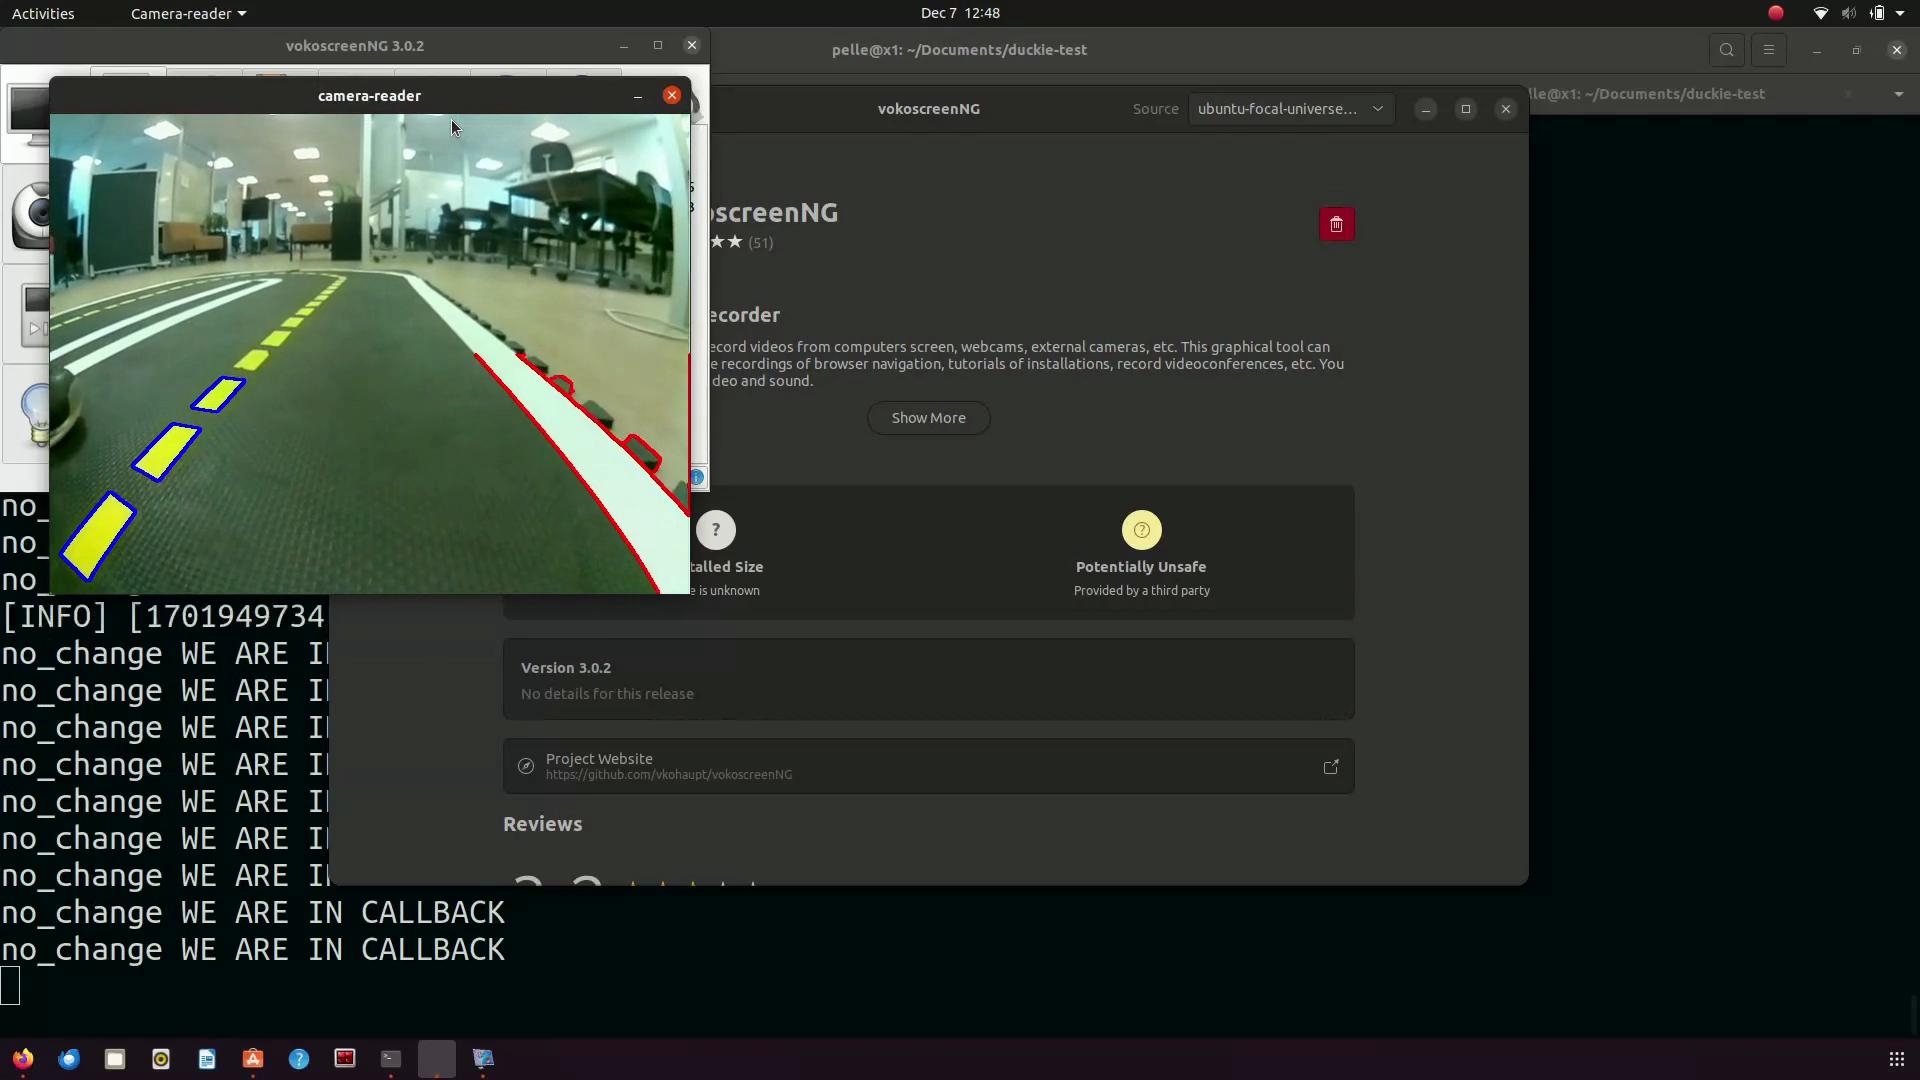 Activities
Camera-reader
Dec 7 12:48
vokoscreenNG 3.0.2
pelle@x1: ~/Documents/duckie-test
camera-reader
vokoscreenNG
Source
ubuntu-focal-universe...
lle@x1: ~/Documents/duckie-test
oscreenNG
(51)
ecorder
ecord videos from computers screen, webcams, external cameras, etc. This graphical tool can
e recordings of browser navigation, tutorials of installations, record videoconferences, etc. You
deo and sound.
Show More
?
talled Size
e is unknown
?
Potentially Unsafe
Provided by a third party
no_
no_
no_
[INFO] [1701949734
no_change WE ARE I
no_change WE ARE I
no_change WE ARE I
no_change WE ARE I
no_change WE ARE I
no_change WE ARE I
no_change WE ARE I
no_change WE ARE IN CALLBACK
no_change WE ARE IN CALLBACK
Version 3.0.2
No details for this release
Project Website
https://github.com/vkohaupt/vokoscreenNG
Reviews